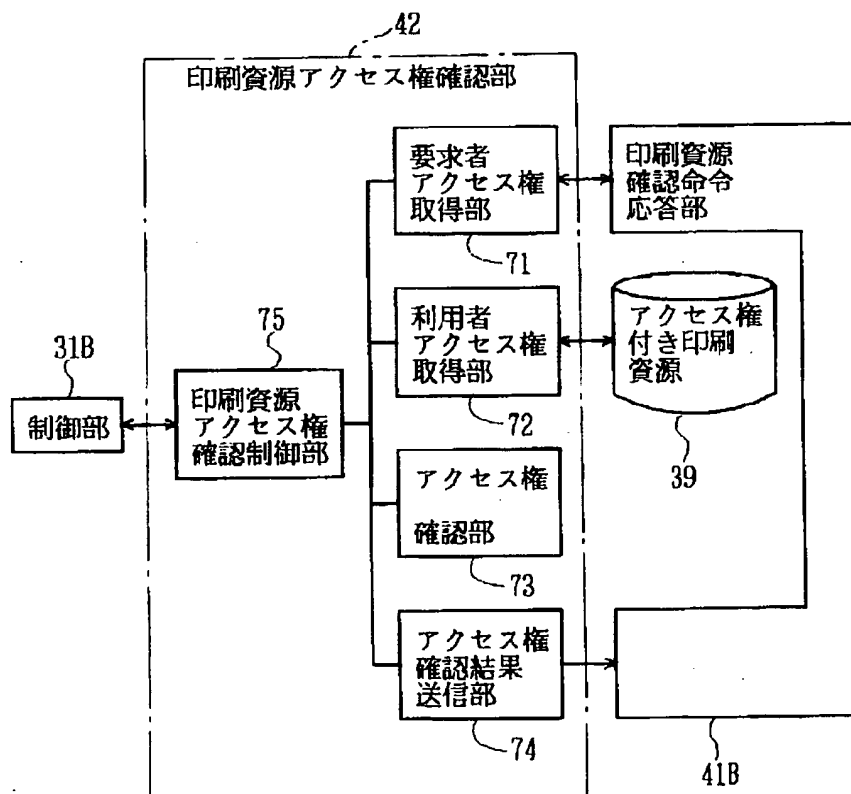 42
印刷資源アクセス権確認部
要求者
アクセス権
取得部
71
印刷資源
確認命令
応答部
利用者
アクセス権
取得部
72
アクセス権
付き印刷
資源
39
75
印刷資源
アクセス権
確認制御部
31B
制御部
アクセス権
確認部
73
アクセス権
確認結果
送信部
74
41B